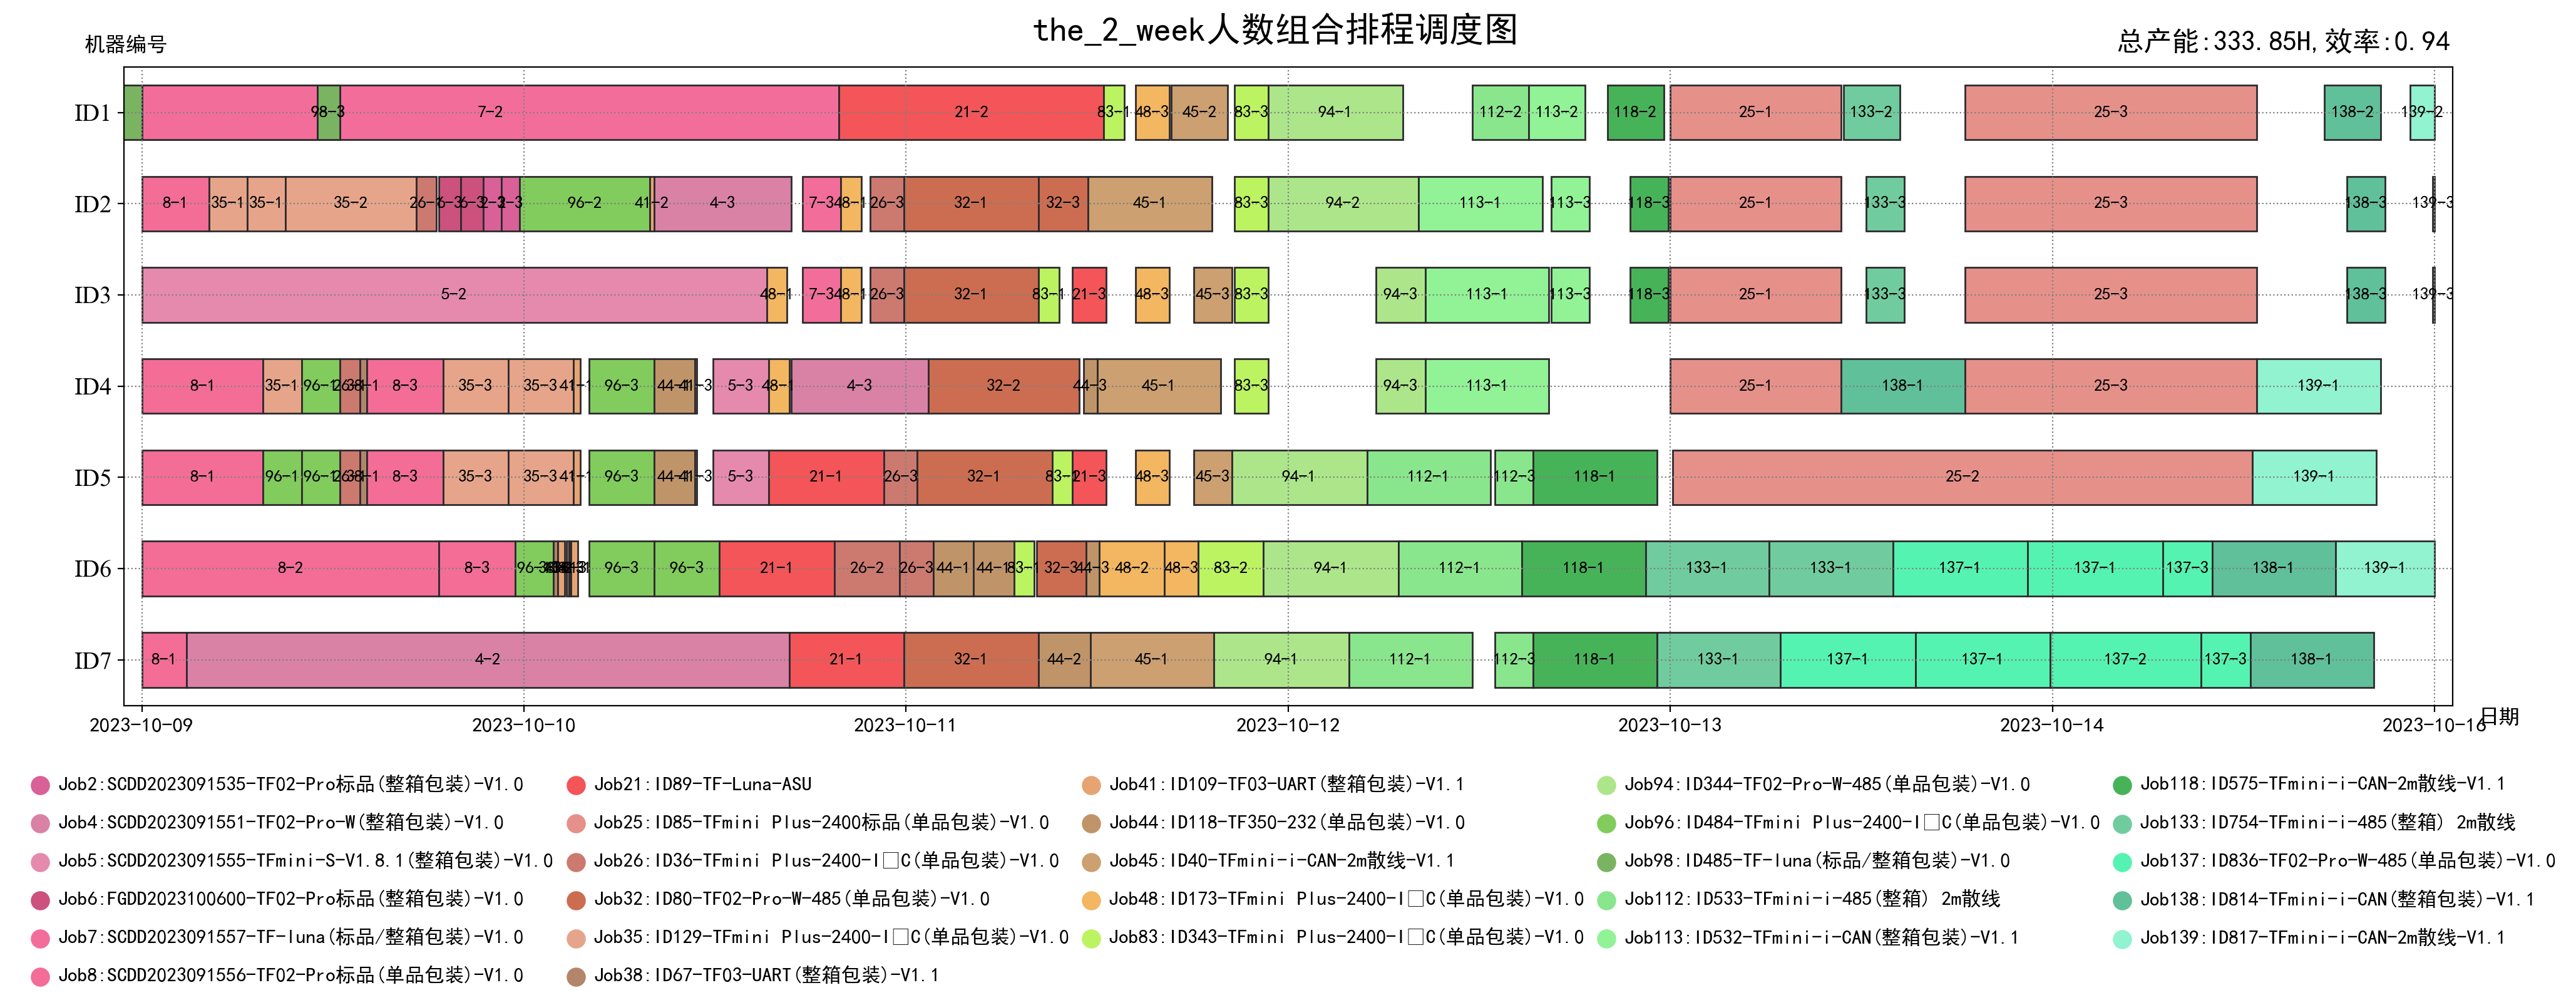 the_2_week人数组合排程调度图
机器编号
总产能:333.85H,效率:0.94
ID1 98-3 7-2 21-2 83-1 48-3 45-2 83-3 94-1 112-2 113-2 118-2 25-1 133-2 25-3 138-2 139-2
ID2 8-1 35-1 35-1 35-2 26-1 6-3 6-3 2-3 2-3 96-2 41-2 4-3 7-3 48-1 26-3 32-1 32-3 45-1 83-3 94-2 113-1 113-3 118-3 25-1 133-3 25-3 138-3 139-3
ID3 5-2 48-1 7-3 48-1 26-3 32-1 83-1 21-3 48-3 45-3 83-3 94-3 113-1 113-3 118-3 25-1 133-3 25-3 138-3 139-3
ID4 8-1 35-1 96-1 8-3 35-3 35-3 41-1 96-3 44-1 41-3 5-3 48-1 4-3 32-2 44-3 45-1 83-3 94-3 113-1 25-1 138-1 25-3 139-1
ID5 8-1 96-1 96-1 8-3 35-3 35-3 41-1 96-3 44-1 41-3 5-3 21-1 26-3 32-1 83-1 21-3 48-3 45-3 94-1 112-1 112-3 118-1 25-2 139-1
ID6 8-2 8-3 96-3 96-3 96-3 21-1 26-2 26-3 44-1 44-1 83-1 32-3 44-3 48-2 48-3 83-2 94-1 112-1 118-1 133-1 133-1 137-1 137-1 137-3 138-1 139-1
ID7 8-1 4-2 21-1 32-1 44-2 45-1 94-1 112-1 112-3 118-1 133-1 137-1 137-1 137-2 137-3 138-1
2023-10-09 2023-10-10 2023-10-11 2023-10-12 2023-10-13 2023-10-14 2023-10-16
日期
Job2:SCDD2023091535-TF02-Pro标品(整箱包装)-V1.0
Job4:SCDD2023091551-TF02-Pro-W(整箱包装)-V1.0
Job5:SCDD2023091555-TFmini-S-V1.8.1(整箱包装)-V1.0
Job6:FGDD2023100600-TF02-Pro标品(整箱包装)-V1.0
Job7:SCDD2023091557-TF-luna(标品/整箱包装)-V1.0
Job8:SCDD2023091556-TF02-Pro标品(单品包装)-V1.0
Job21:ID89-TF-Luna-ASU
Job25:ID85-TFmini Plus-2400标品(单品包装)-V1.0
Job26:ID36-TFmini Plus-2400-I□C(单品包装)-V1.0
Job32:ID80-TF02-Pro-W-485(单品包装)-V1.0
Job35:ID129-TFmini Plus-2400-I□C(单品包装)-V1.0
Job38:ID67-TF03-UART(整箱包装)-V1.1
Job41:ID109-TF03-UART(整箱包装)-V1.1
Job44:ID118-TF350-232(单品包装)-V1.0
Job45:ID40-TFmini-i-CAN-2m散线-V1.1
Job48:ID173-TFmini Plus-2400-I□C(单品包装)-V1.0
Job83:ID343-TFmini Plus-2400-I□C(单品包装)-V1.0
Job94:ID344-TF02-Pro-W-485(单品包装)-V1.0
Job96:ID484-TFmini Plus-2400-I□C(单品包装)-V1.0
Job98:ID485-TF-luna(标品/整箱包装)-V1.0
Job112:ID533-TFmini-i-485(整箱) 2m散线
Job113:ID532-TFmini-i-CAN(整箱包装)-V1.1
Job118:ID575-TFmini-i-CAN-2m散线-V1.1
Job133:ID754-TFmini-i-485(整箱) 2m散线
Job137:ID836-TF02-Pro-W-485(单品包装)-V1.0
Job138:ID814-TFmini-i-CAN(整箱包装)-V1.1
Job139:ID817-TFmini-i-CAN-2m散线-V1.1